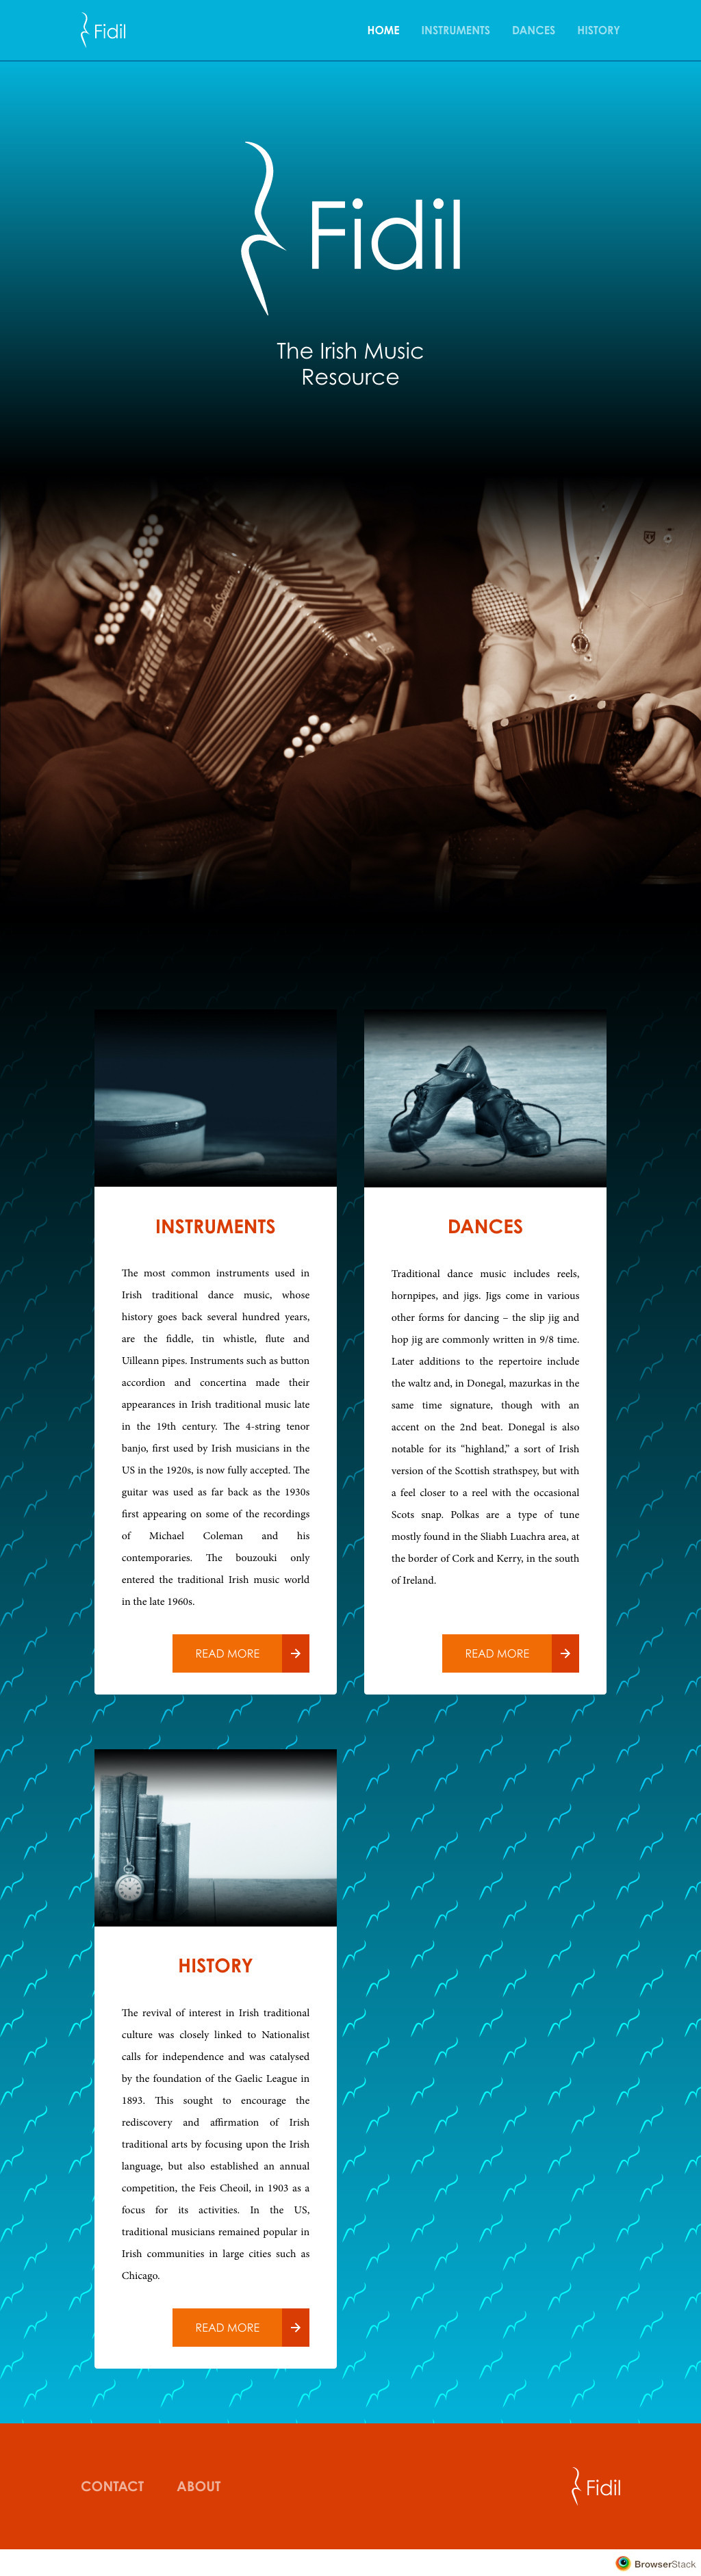 Fidil
HOME INSTRUMENTS DANCES HISTORY
Fidil
The Irish Music
Resource
INSTRUMENTS
The most common instruments used in
Irish traditional dance music, whose
history goes back several hundred years,
are the fiddle, tin whistle, flute and
Uilleann pipes. Instruments such as button
accordion and concertina made their
appearances in Irish traditional music late
in the 19th century. The 4-string tenor
banjo, first used by Irish musicians in the
US in the 1920s, is now fully accepted. The
guitar was used as far back as the 1930s
first appearing on some of the recordings
of Michael Coleman and his
contemporaries. The bouzouki only
entered the traditional Irish music world
in the late 1960s.
READ MORE →
DANCES
Traditional dance music includes reels,
hornpipes, and jigs. Jigs come in various
other forms for dancing – the slip jig and
hop jig are commonly written in 9/8 time.
Later additions to the repertoire include
the waltz and, in Donegal, mazurkas in the
same time signature, though with an
accent on the 2nd beat. Donegal is also
notable for its “highland,” a sort of Irish
version of the Scottish strathspey, but with
a feel closer to a reel with the occasional
Scots snap. Polkas are a type of tune
mostly found in the Sliabh Luachra area, at
the border of Cork and Kerry, in the south
of Ireland.
READ MORE →
HISTORY
The revival of interest in Irish traditional
culture was closely linked to Nationalist
calls for independence and was catalysed
by the foundation of the Gaelic League in
1893. This sought to encourage the
rediscovery and affirmation of Irish
traditional arts by focusing upon the Irish
language, but also established an annual
competition, the Feis Cheoil, in 1903 as a
focus for its activities. In the US,
traditional musicians remained popular in
Irish communities in large cities such as
Chicago.
READ MORE →
CONTACT ABOUT
Fidil
BrowserStack